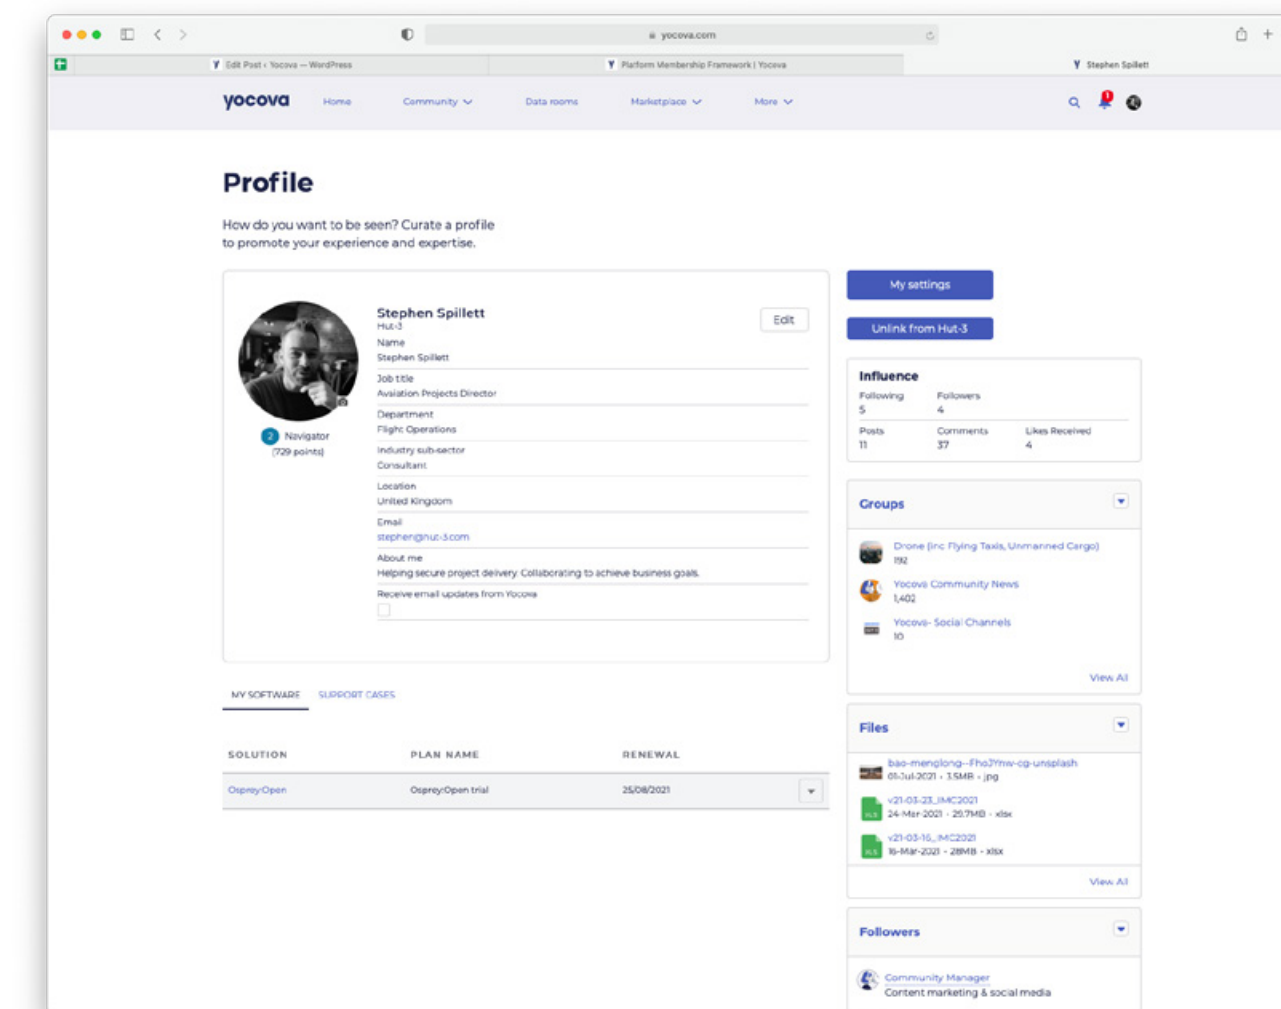 yocova.com
Edit Post ‹ Yocova — WordPress
Platform Membership Framework | Yocova
Stephen Spillett
yocova
Home
Community
Data rooms
Marketplace
More
1
Profile
How do you want to be seen? Curate a profile
to promote your experience and expertise.
2 Navigator
(729 points)
Stephen Spillett
Hut-3
Edit
Name
Stephen Spillett
Job title
Avaiation Projects Director
Department
Flight Operations
Industry sub-sector
Consultant
Location
United Kingdom
Email
stephen@hut-3.com
About me
Helping secure project delivery. Collaborating to achieve business goals.
Receive email updates from Yocova
MY SOFTWARE
SUPPORT CASES
SOLUTION PLAN NAME RENEWAL
Osprey:Open Osprey:Open trial 25/08/2021
My settings
Unlink from Hut-3
Influence
Following Followers
5 4
Posts Comments Likes Received
11 37 4
Groups
Drone (inc Flying Taxis, Unmanned Cargo)
192
Yocova Community News
1,402
Yocova- Social Channels
10
View All
Files
bao-menglong--FhoJYnw-cg-unsplash
01-Jul-2021 - 3.5MB - jpg
XLS
v21-03-23_IMC2021
24-Mar-2021 - 29.7MB - xlsx
XLS
v21-03-16_IMC2021
16-Mar-2021 - 28MB - xlsx
View All
Followers
Community Manager
Content marketing & social media